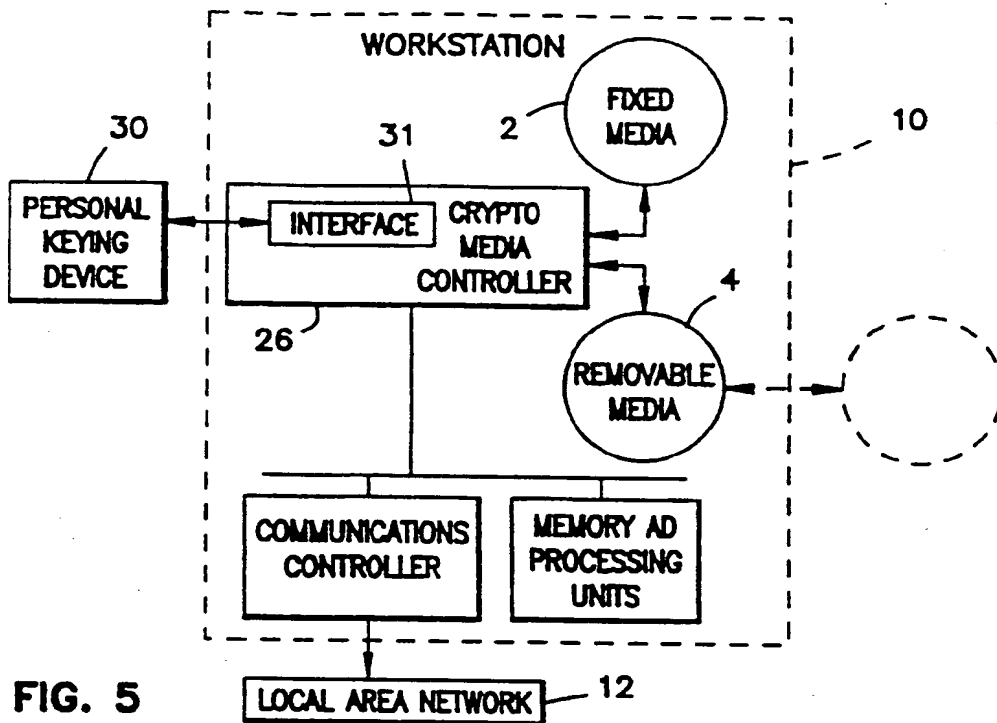 WORKSTATION
FIXED
MEDIA
2
10
30
31
PERSONAL
KEYING
DEVICE
INTERFACE
CRYPTO
MEDIA
CONTROLLER
26
4
REMOVABLE
MEDIA
COMMUNICATIONS
CONTROLLER
MEMORY AD
PROCESSING
UNITS
FIG. 5
LOCAL AREA NETWORK
12